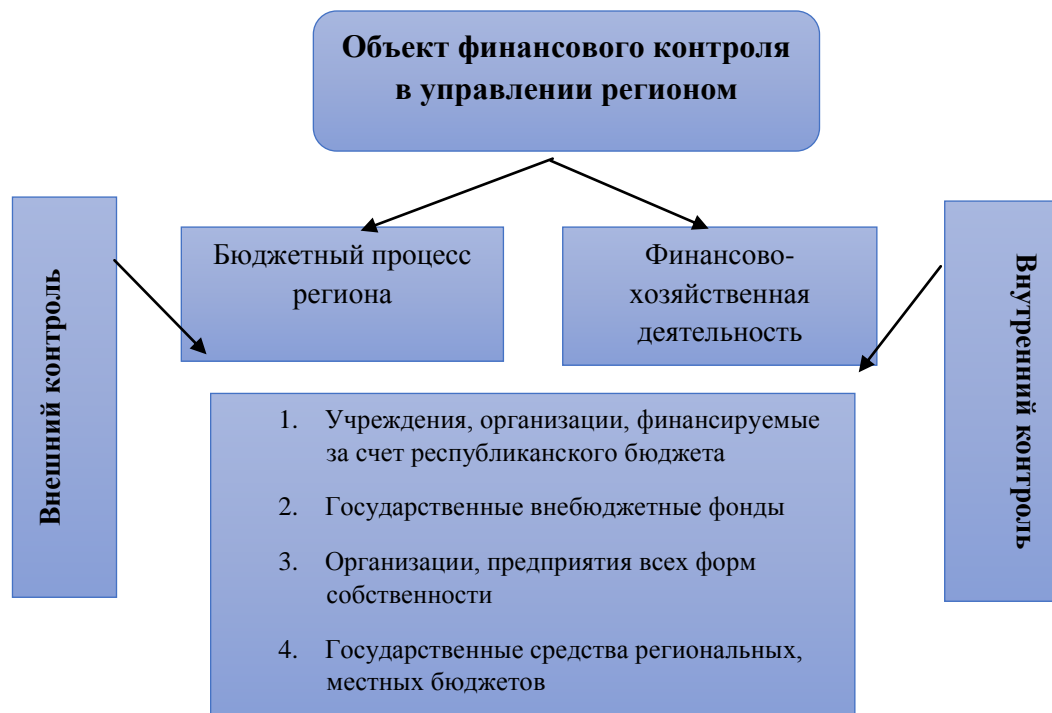 Объект финансового контроля
в управлении регионом
Внешний контроль
Бюджетный процесс
региона
Финансово-
хозяйственная
деятельность
Внутренний контроль
1. Учреждения, организации, финансируемые
за счет республиканского бюджета
2. Государственные внебюджетные фонды
3. Организации, предприятия всех форм
собственности
4. Государственные средства региональных,
местных бюджетов